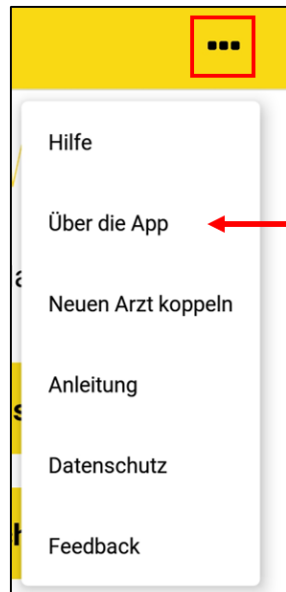 Hilfe
Über die App
Neuen Arzt koppeln
Anleitung
Datenschutz
Feedback